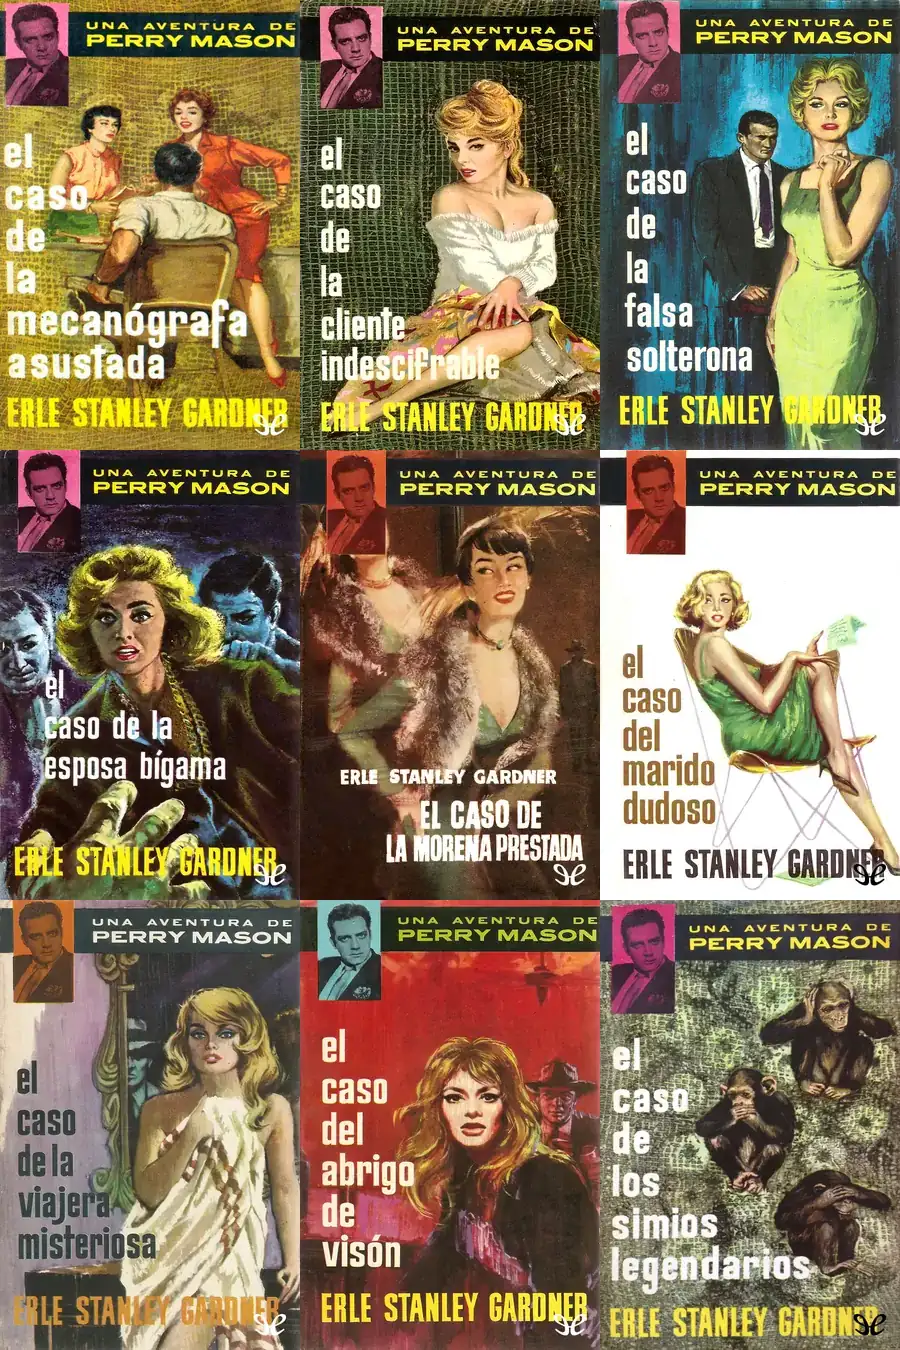 UNA AVENTURA DE
PERRY MASON
el
caso
de
la
mecanógrafa
asustada
ERLE STANLEY GARDNER
UNA AVENTURA DE
PERRY MASON
el
caso
de
la
cliente
indescifrable
ERLE STANLEY GARDNER
UNA AVENTURA DE
PERRY MASON
el
caso
de
la
falsa
solterona
ERLE STANLEY GARDNER
UNA AVENTURA DE
PERRY MASON
el
caso de la
esposa bígama
ERLE STANLEY GARDNER
UNA AVENTURA DE
PERRY MASON
ERLE STANLEY GARDNER
EL CASO DE
LA MORENA PRESTADA
UNA AVENTURA DE
PERRY MASON
el
caso
del
marido
dudoso
ERLE STANLEY GARDNER
UNA AVENTURA DE
PERRY MASON
el
caso
de la
viajera
misteriosa
ERLE STANLEY GARDNER
UNA AVENTURA DE
PERRY MASON
el
caso
del
abrigo
de
visón
ERLE STANLEY GARDNER
UNA AVENTURA DE
PERRY MASON
el
caso
de
los
simios
legendarios
ERLE STANLEY GARDNER